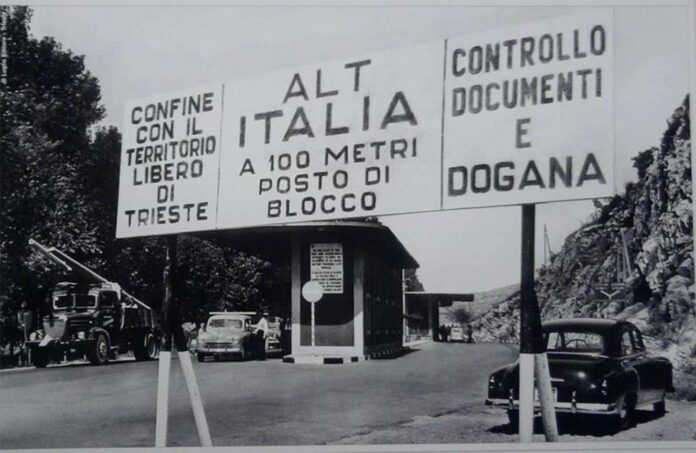 CONFINE
CON IL
TERRITORIO
LIBERO
DI
TRIESTE
ALT
ITALIA
A 100 METRI
POSTO DI
BLOCCO
CONTROLLO
DOCUMENTI
E
DOGANA